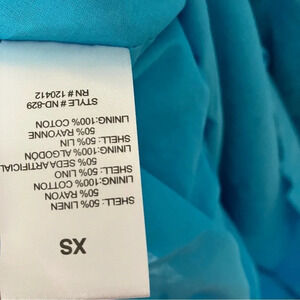 XS
SHELL: 50% LINEN
50% RAYON
LINING: 100% COTTON
SHELL: 50% LINO
50% SEDA ARTIFICIAL
LINING:100% ALGODÓN
SHELL: 50% LIN
50% RAYONNE
LINING:100% COTON
STYLE # ND-829
RN # 120412